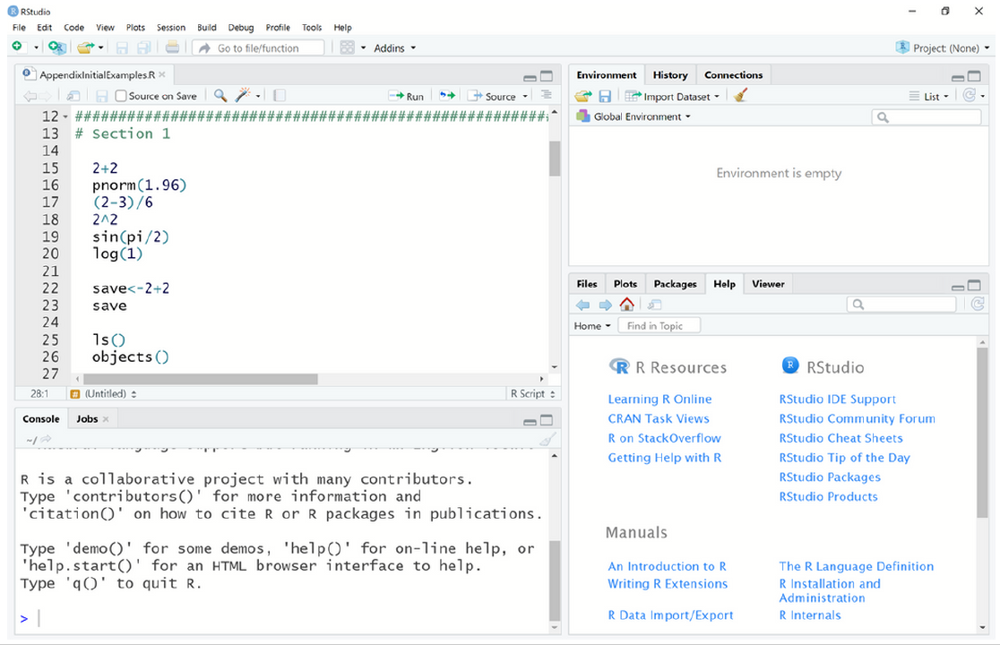 RStudio
File Edit Code View Plots Session Build Debug Profile Tools Help
Go to file/function Addins Project: (None)
AppendixInitialExamples.R
Source on Save Run Source
12 ########################################################
13 # Section 1
14
15 2+2
16 pnorm(1.96)
17 (2-3)/6
18 2^2
19 sin(pi/2)
20 log(1)
21
22 save<-2+2
23 save
24
25 ls()
26 objects()
27
28:1 (Untitled) R Script
Console Jobs
~/
R is a collaborative project with many contributors.
Type 'contributors()' for more information and
'citation()' on how to cite R or R packages in publications.
Type 'demo()' for some demos, 'help()' for on-line help, or
'help.start()' for an HTML browser interface to help.
Type 'q()' to quit R.
>
Environment History Connections
Import Dataset List
Global Environment
Environment is empty
Files Plots Packages Help Viewer
Home Find in Topic
R Resources
Learning R Online
CRAN Task Views
R on StackOverflow
Getting Help with R
RStudio
RStudio IDE Support
RStudio Community Forum
RStudio Cheat Sheets
RStudio Tip of the Day
RStudio Packages
RStudio Products
Manuals
An Introduction to R
Writing R Extensions
R Data Import/Export
The R Language Definition
R Installation and
Administration
R Internals